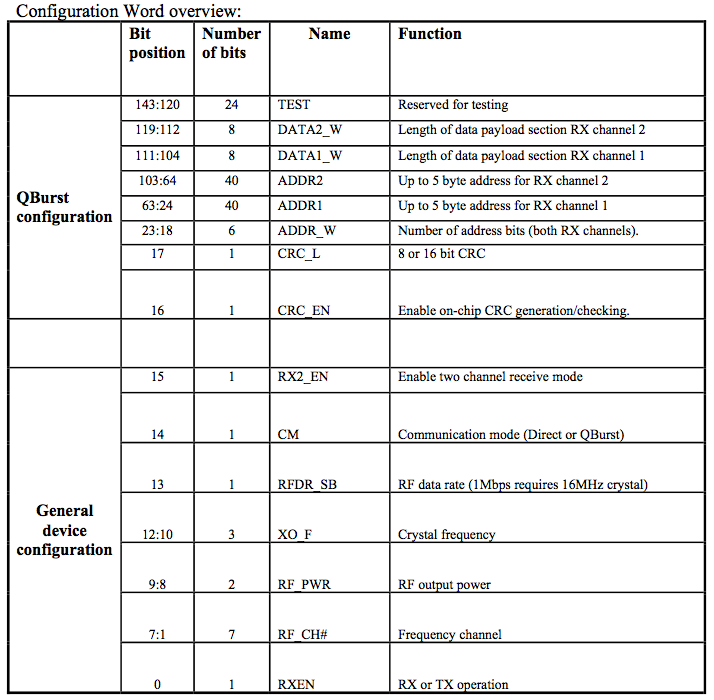 Configuration Word overview:
Bit position Number of bits Name Function
QBurst configuration
143:120 24 TEST Reserved for testing
119:112 8 DATA2_W Length of data payload section RX channel 2
111:104 8 DATA1_W Length of data payload section RX channel 1
103:64 40 ADDR2 Up to 5 byte address for RX channel 2
63:24 40 ADDR1 Up to 5 byte address for RX channel 1
23:18 6 ADDR_W Number of address bits (both RX channels).
17 1 CRC_L 8 or 16 bit CRC
16 1 CRC_EN Enable on-chip CRC generation/checking.
General device configuration
15 1 RX2_EN Enable two channel receive mode
14 1 CM Communication mode (Direct or QBurst)
13 1 RFDR_SB RF data rate (1Mbps requires 16MHz crystal)
12:10 3 XO_F Crystal frequency
9:8 2 RF_PWR RF output power
7:1 7 RF_CH# Frequency channel
0 1 RXEN RX or TX operation